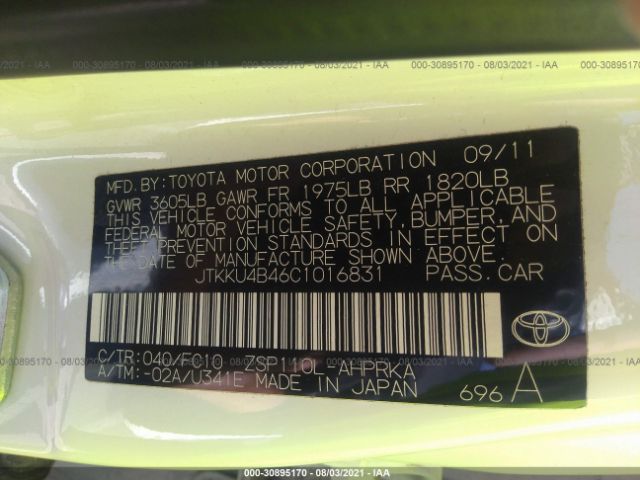 000-30895170 - 08/03/2021 - IAA
MFD. BY: TOYOTA MOTOR CORPORATION 09/11
GVWR 3605LB GAWR FR 1975LB RR 1820LB
THIS VEHICLE CONFORMS TO ALL APPLICABLE
FEDERAL MOTOR VEHICLE SAFETY, BUMPER, AND
THEFT PREVENTION STANDARDS IN EFFECT ON
THE DATE OF MANUFACTURE SHOWN ABOVE.
JTKKU4B46C1016831 PASS. CAR
C/TR: 040/FC10 ZSP110L-AHPRKA
A/TM: -02A/U341E MADE IN JAPAN
696 A
000-30895170 - 08/03/2021 - IAA